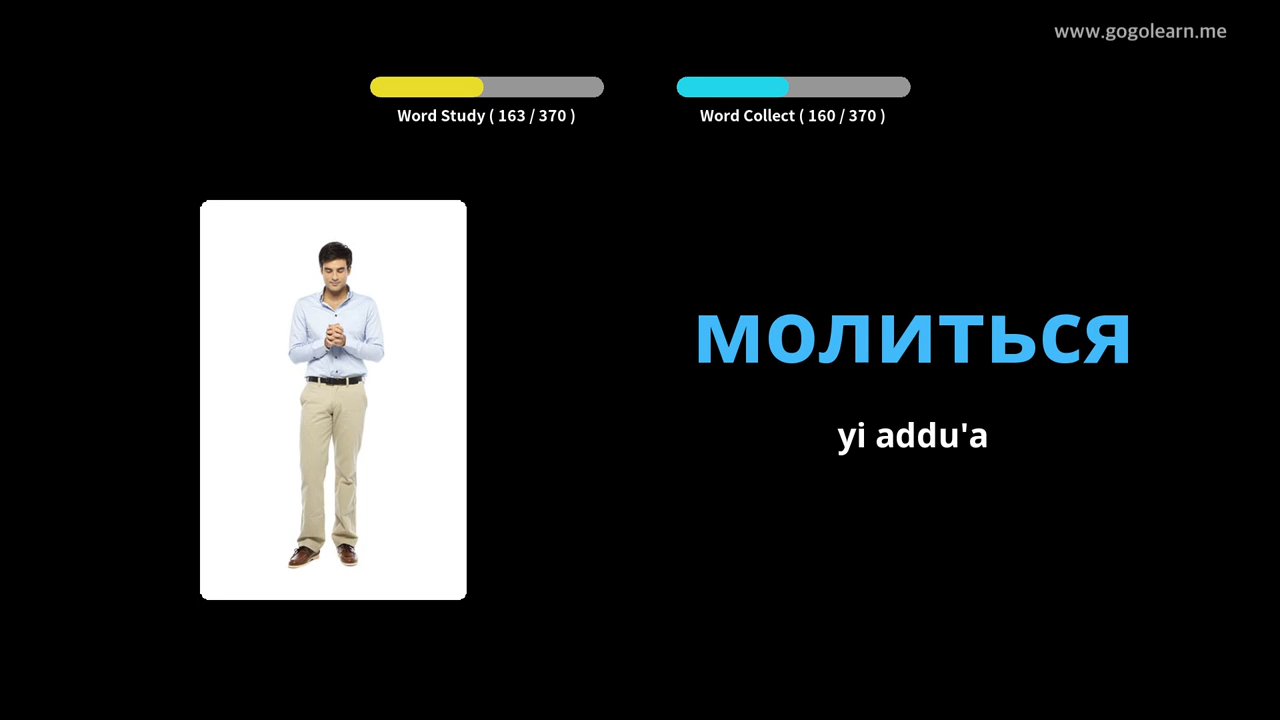 www.gogolearn.me
Word Study ( 163 / 370 )
Word Collect ( 160 / 370 )
молиться
yi addu'a